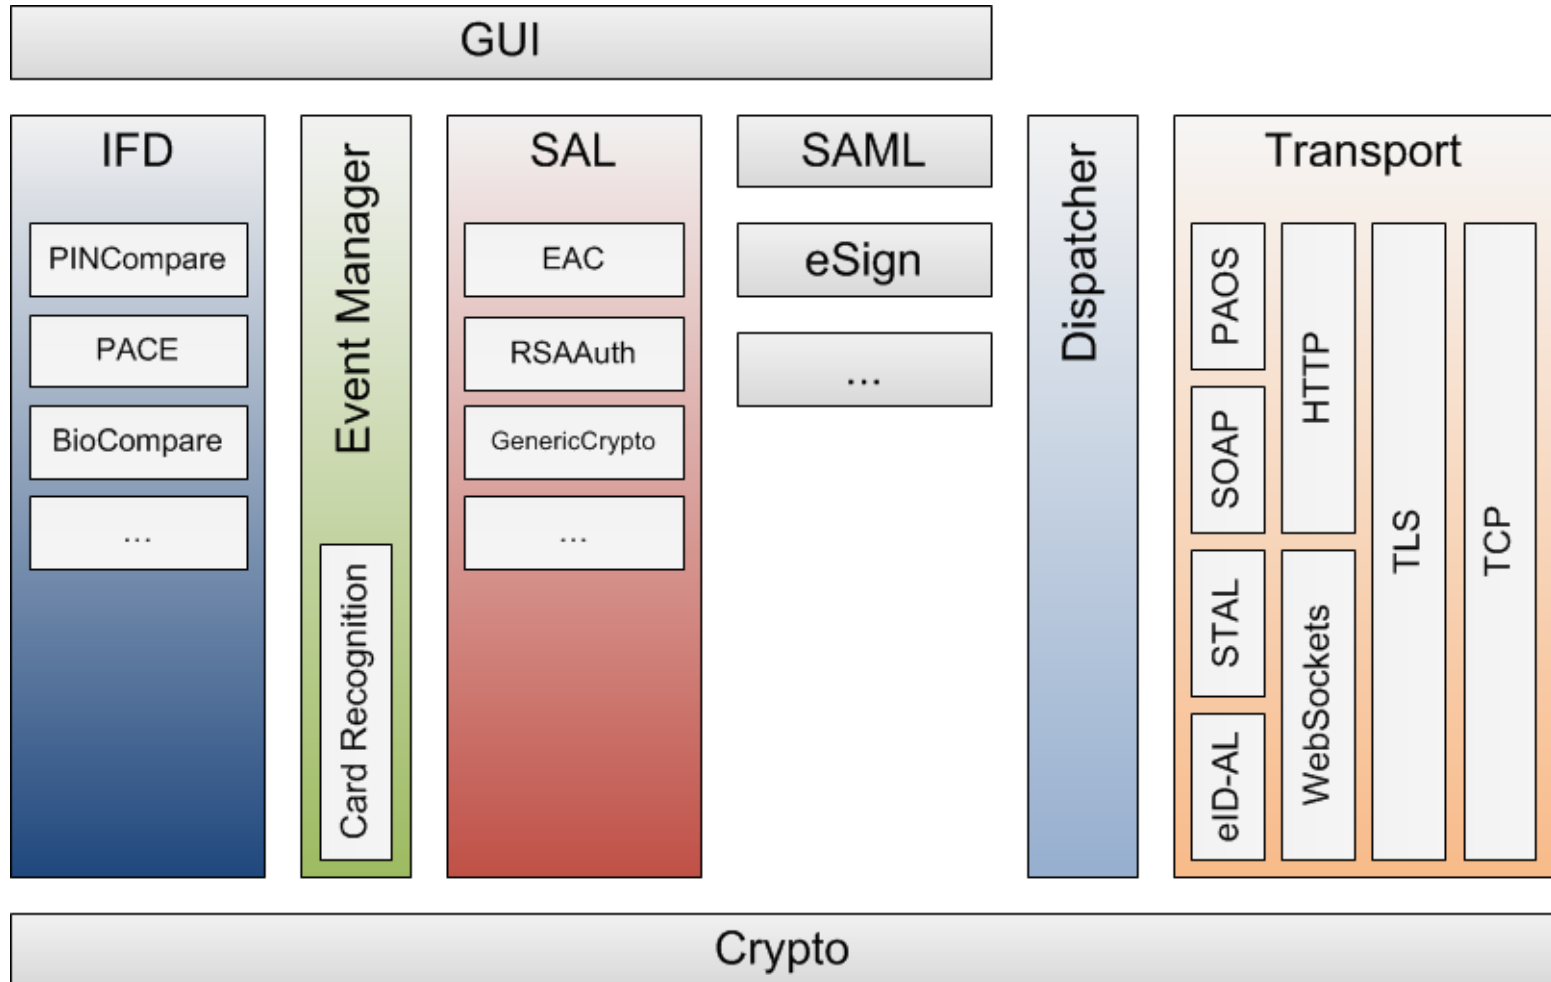 GUI
IFD
PINCompare
PACE
BioCompare
...
Event Manager
Card Recognition
SAL
EAC
RSAAuth
GenericCrypto
...
SAML
eSign
...
Dispatcher
Transport
PAOS
SOAP
STAL
eID-AL
HTTP
WebSockets
TLS
TCP
Crypto